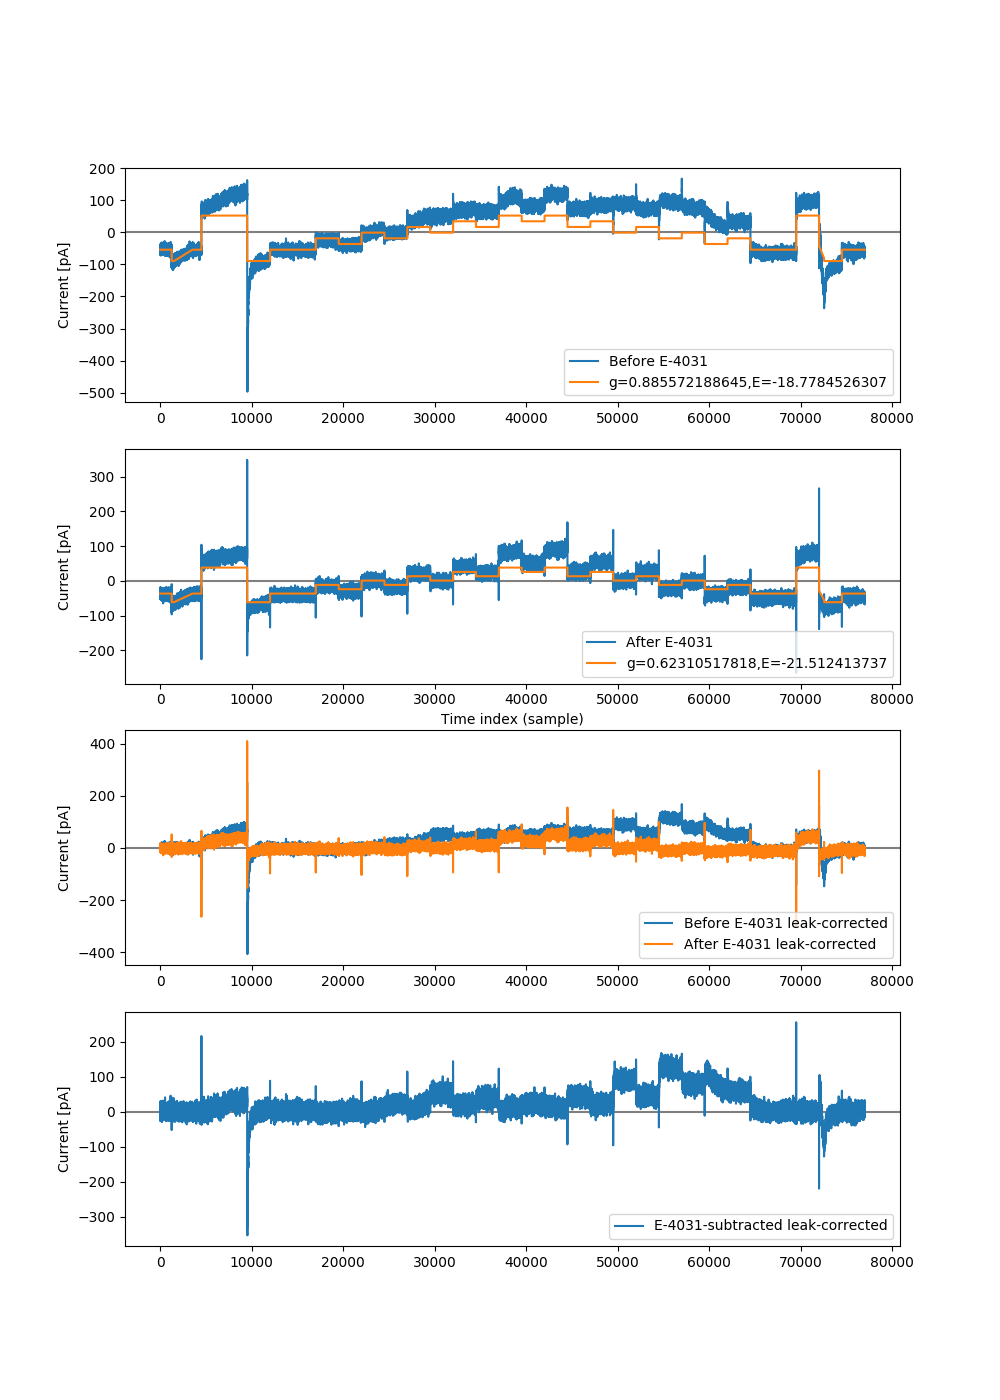 200
100
0
−100
−200
−300
−400
−500
Current [pA]
Before E-4031
g=0.885572188645,E=-18.7784526307
0 10000 20000 30000 40000 50000 60000 70000 80000
300
200
100
0
−100
−200
Current [pA]
After E-4031
g=0.62310517818,E=-21.512413737
0 10000 20000 30000 40000 50000 60000 70000 80000
Time index (sample)
400
200
0
−200
−400
Current [pA]
Before E-4031 leak-corrected
After E-4031 leak-corrected
0 10000 20000 30000 40000 50000 60000 70000 80000
200
100
0
−100
−200
−300
Current [pA]
E-4031-subtracted leak-corrected
0 10000 20000 30000 40000 50000 60000 70000 80000